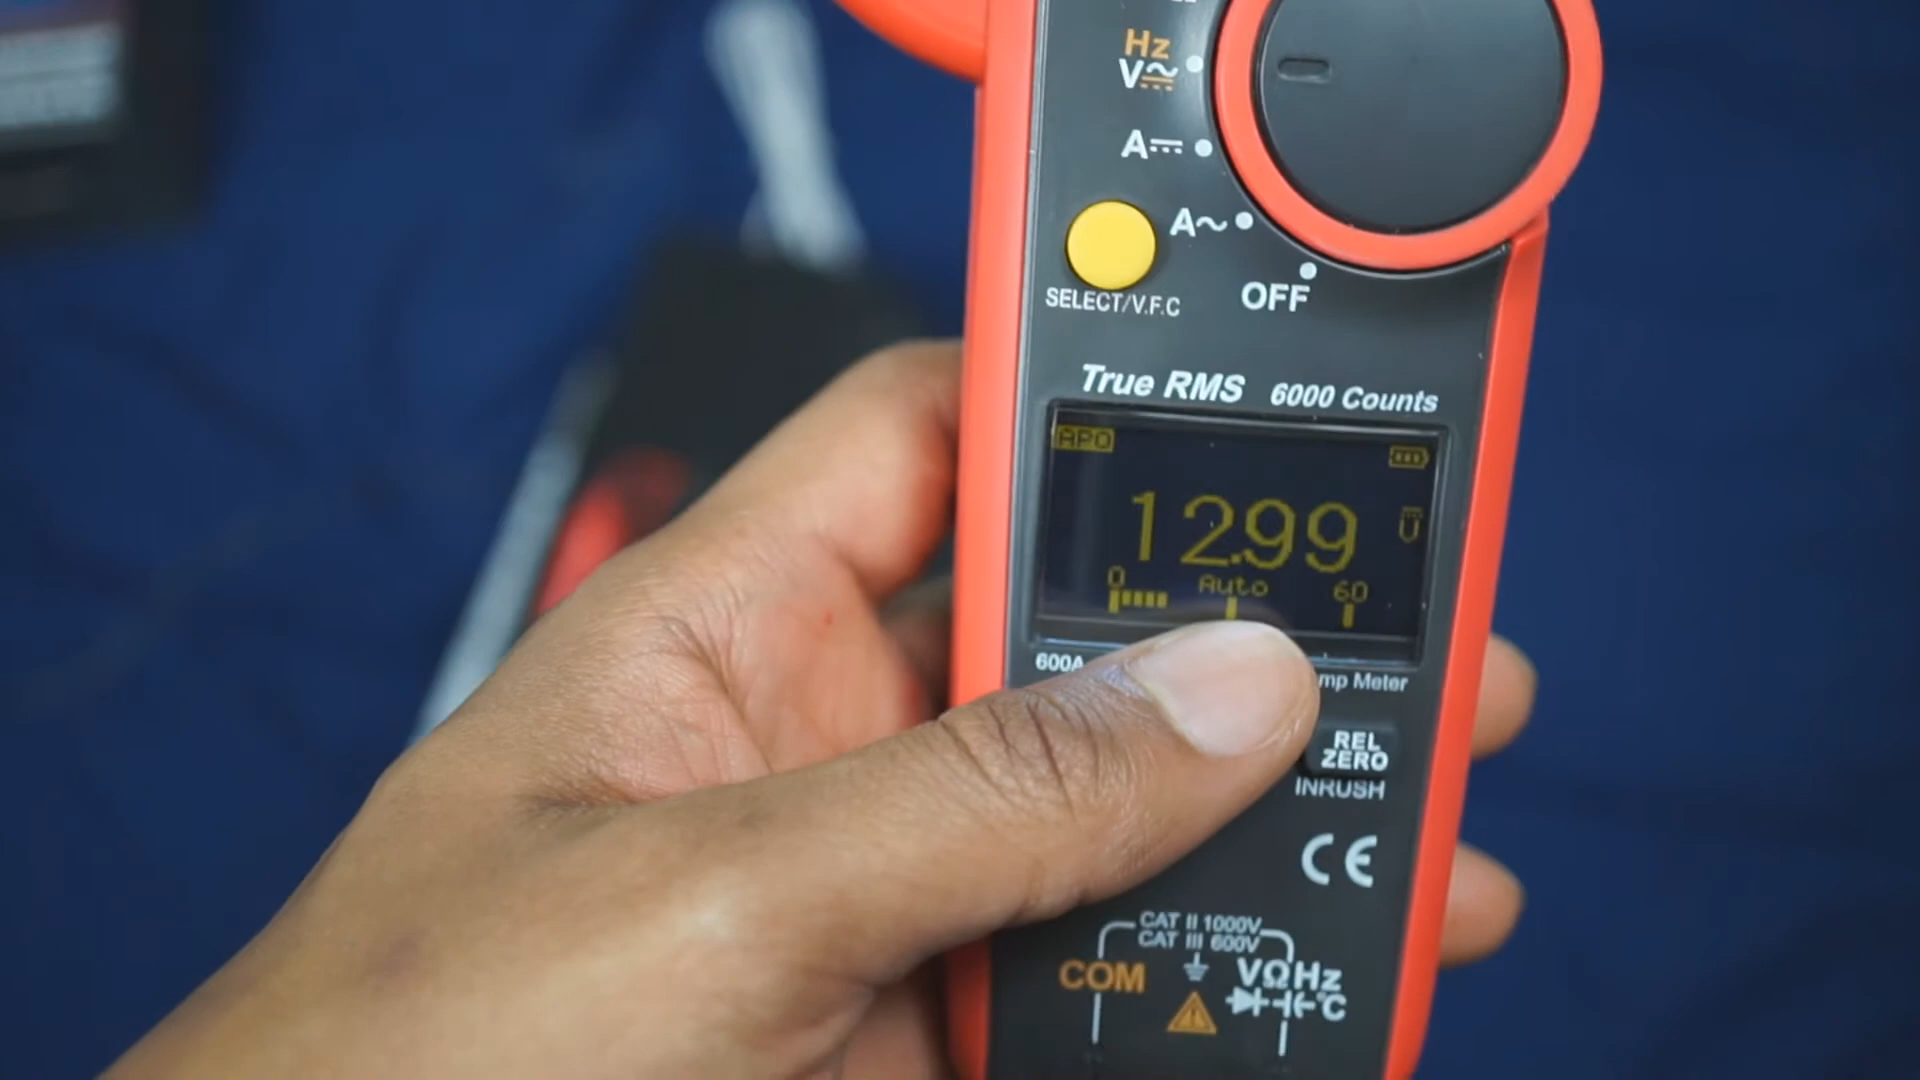 Hz
V
A
A
SELECT/V.F.C
OFF
True RMS 6000 Counts
APO
12.99
0 Auto 60
600A
Meter
REL
ZERO
INRUSH
CE
CAT II 1000V
CAT III 600V
COM
VΩHz
°C